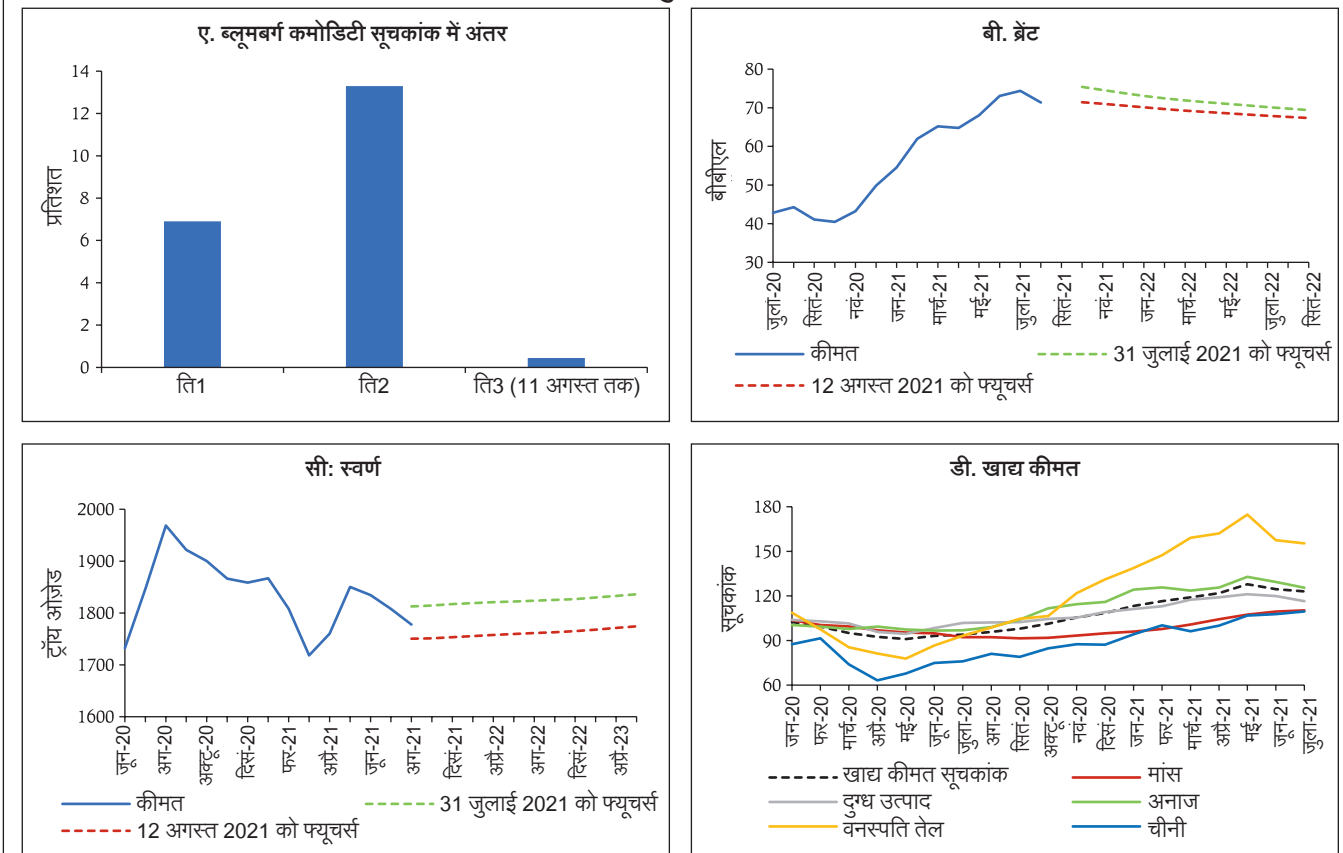 ए. ब्लूमबर्ग कमोडिटी सूचकांक में अंतर
प्रतिशत
14
12
10
8
6
4
2
0
ति1 ति2 ति3 (11 अगस्त तक)
बी. ब्रेंट
बीबीएल
80
70
60
50
40
30
जुलां-20 सितं-20 नवं-20 जन-21 मार्च-21 मई-21 जुला-21 सितं-21 नवं-21 जन-22 मार्च-22 मई-22 जुला-22 सितं-22
कीमत 31 जुलाई 2021 को फ्यूचर्स
12 अगस्त 2021 को फ्यूचर्स
सी: स्वर्ण
ट्रॉय ओज़ेड
2000
1900
1800
1700
1600
जून-20 अग-20 अक्टू-20 दिसं-20 फर-21 अप्रै-21 जून-21 अग-21 दिसं-21 अप्रै-22 अग-22 दिसं-22 अप्रै-23
कीमत 31 जुलाई 2021 को फ्यूचर्स
12 अगस्त 2021 को फ्यूचर्स
डी. खाद्य कीमत
सूचकांक
180
150
120
90
60
जन-20 फर-20 मार्च-20 अप्रै-20 मई-20 जून-20 जुला-20 अग-20 सितं-20 अक्टू-20 नवं-20 दिसं-20 जन-21 फर-21 मार्च-21 अप्रै-21 मई-21 जून-21 जुला-21
खाद्य कीमत सूचकांक मांस
दुग्ध उत्पाद अनाज
वनस्पति तेल चीनी